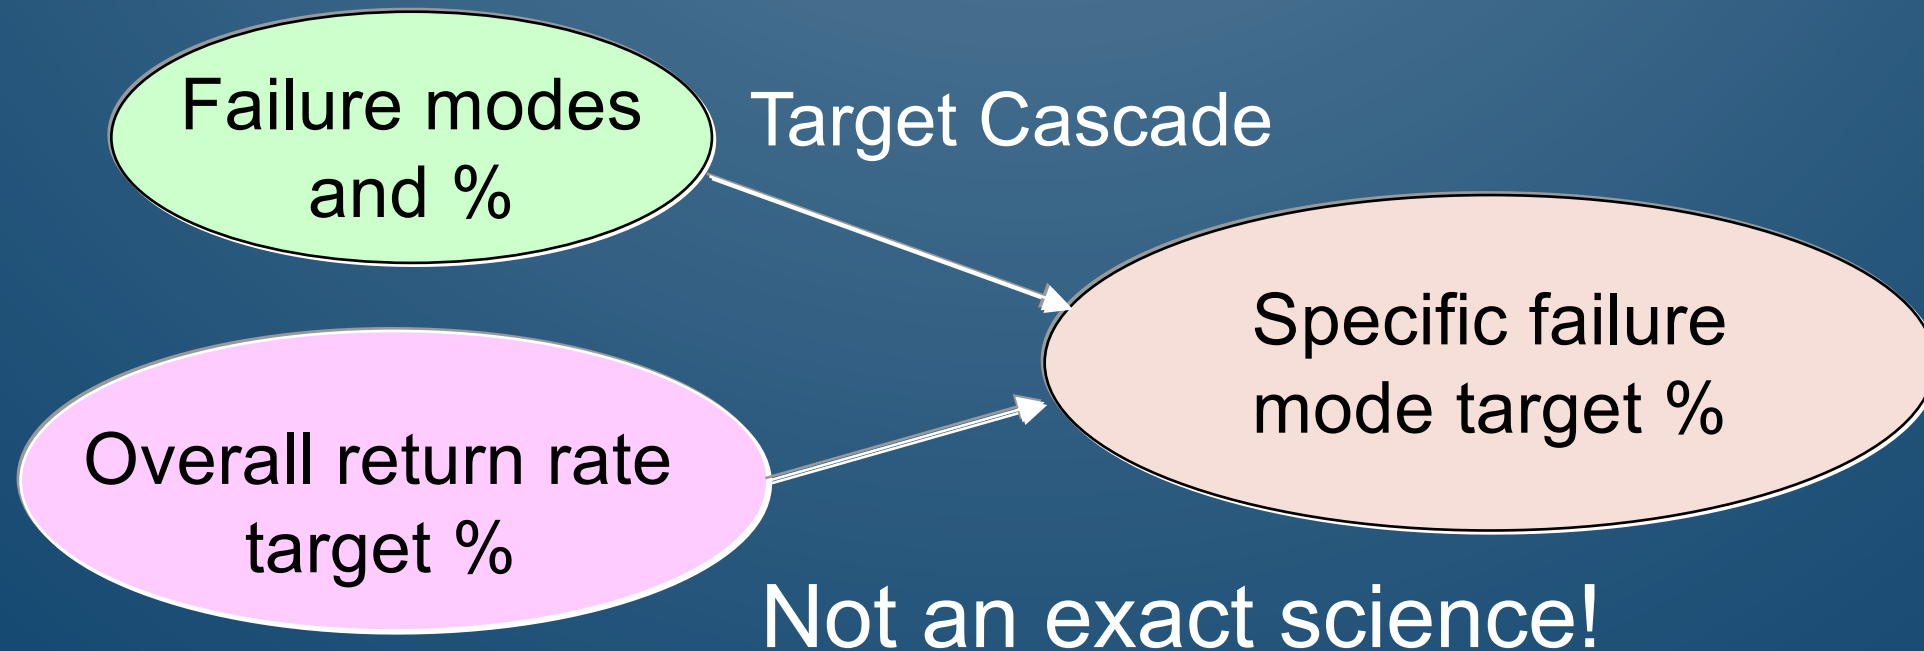 Failure modes
and %
Target Cascade
Specific failure
mode target %
Overall return rate
target %
Not an exact science!